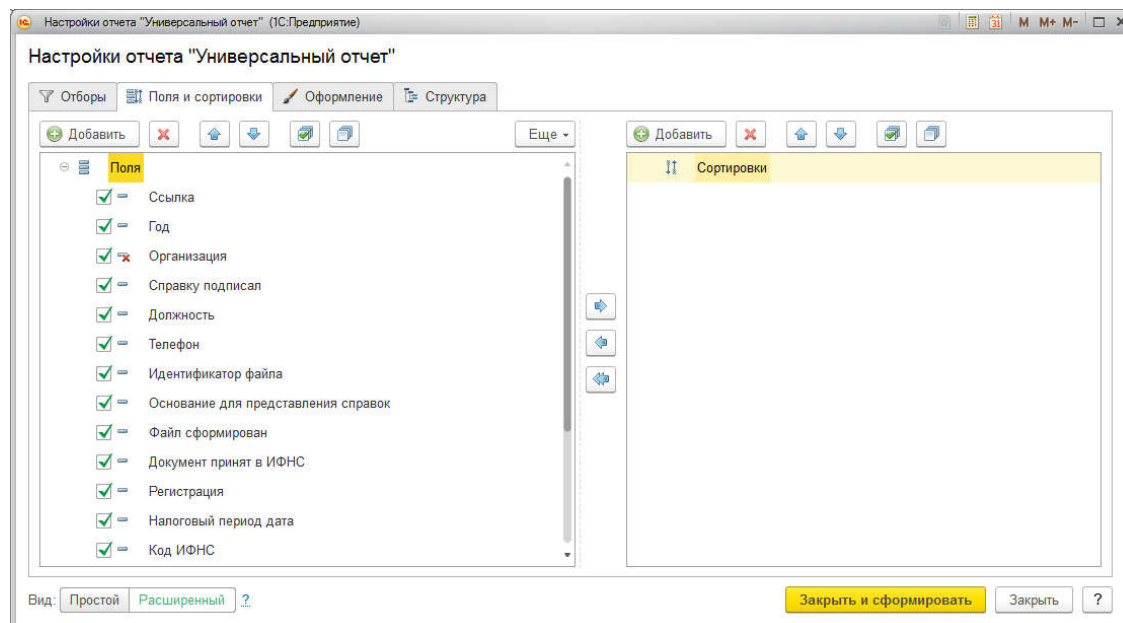 Настройки отчета "Универсальный отчет" (1С:Предприятие)
31 M M+ M-
Настройки отчета "Универсальный отчет"
Отборы Поля и сортировки Оформление Структура
Добавить Еще Добавить
Поля Сортировки
Ссылка
Год
Организация
Справку подписал
Должность
Телефон
Идентификатор файла
Основание для представления справок
Файл сформирован
Документ принят в ИФНС
Регистрация
Налоговый период дата
Код ИФНС
Вид: Простой Расширенный ? Закрыть и сформировать Закрыть ?